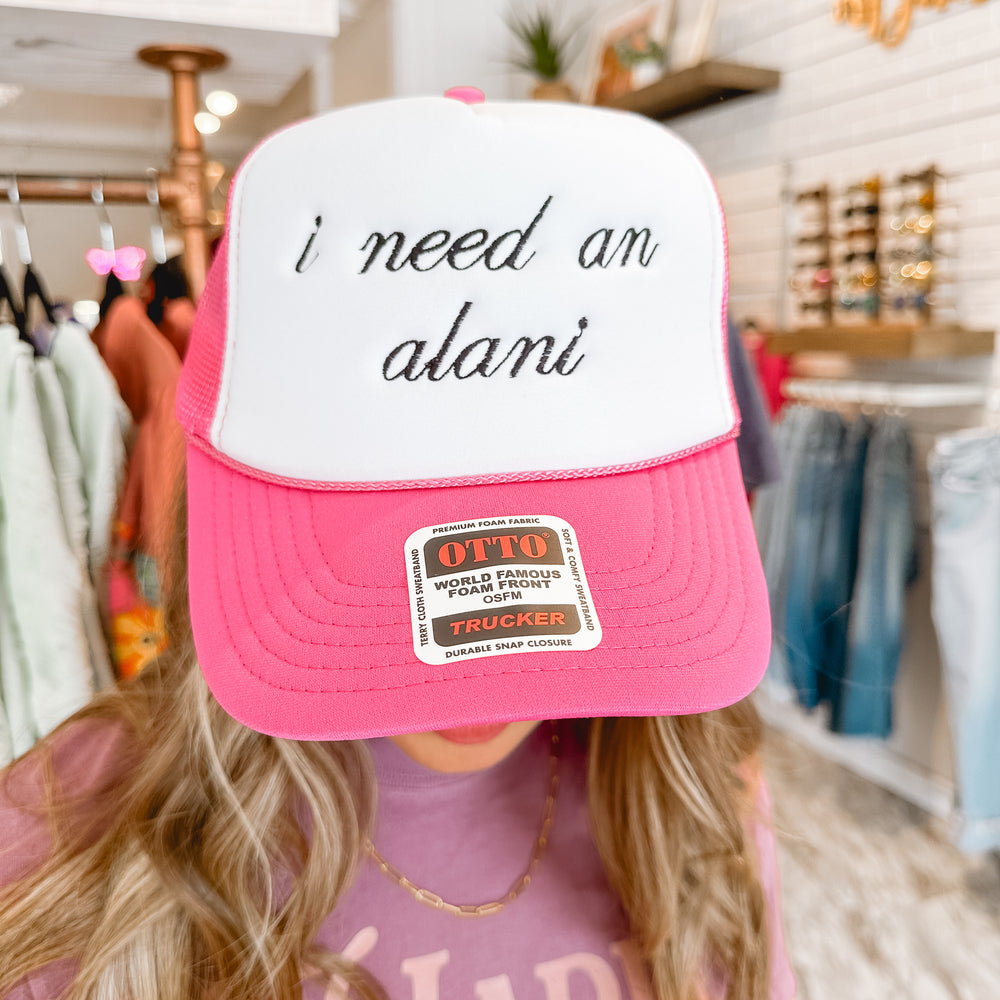 i need an
alani
PREMIUM FOAM FABRIC
OTTO®
WORLD FAMOUS
FOAM FRONT
OSFM
TRUCKER
DURABLE SNAP CLOSURE
TERRY CLOTH SWEATBAND
SOFT & COMFY SWEATBAND